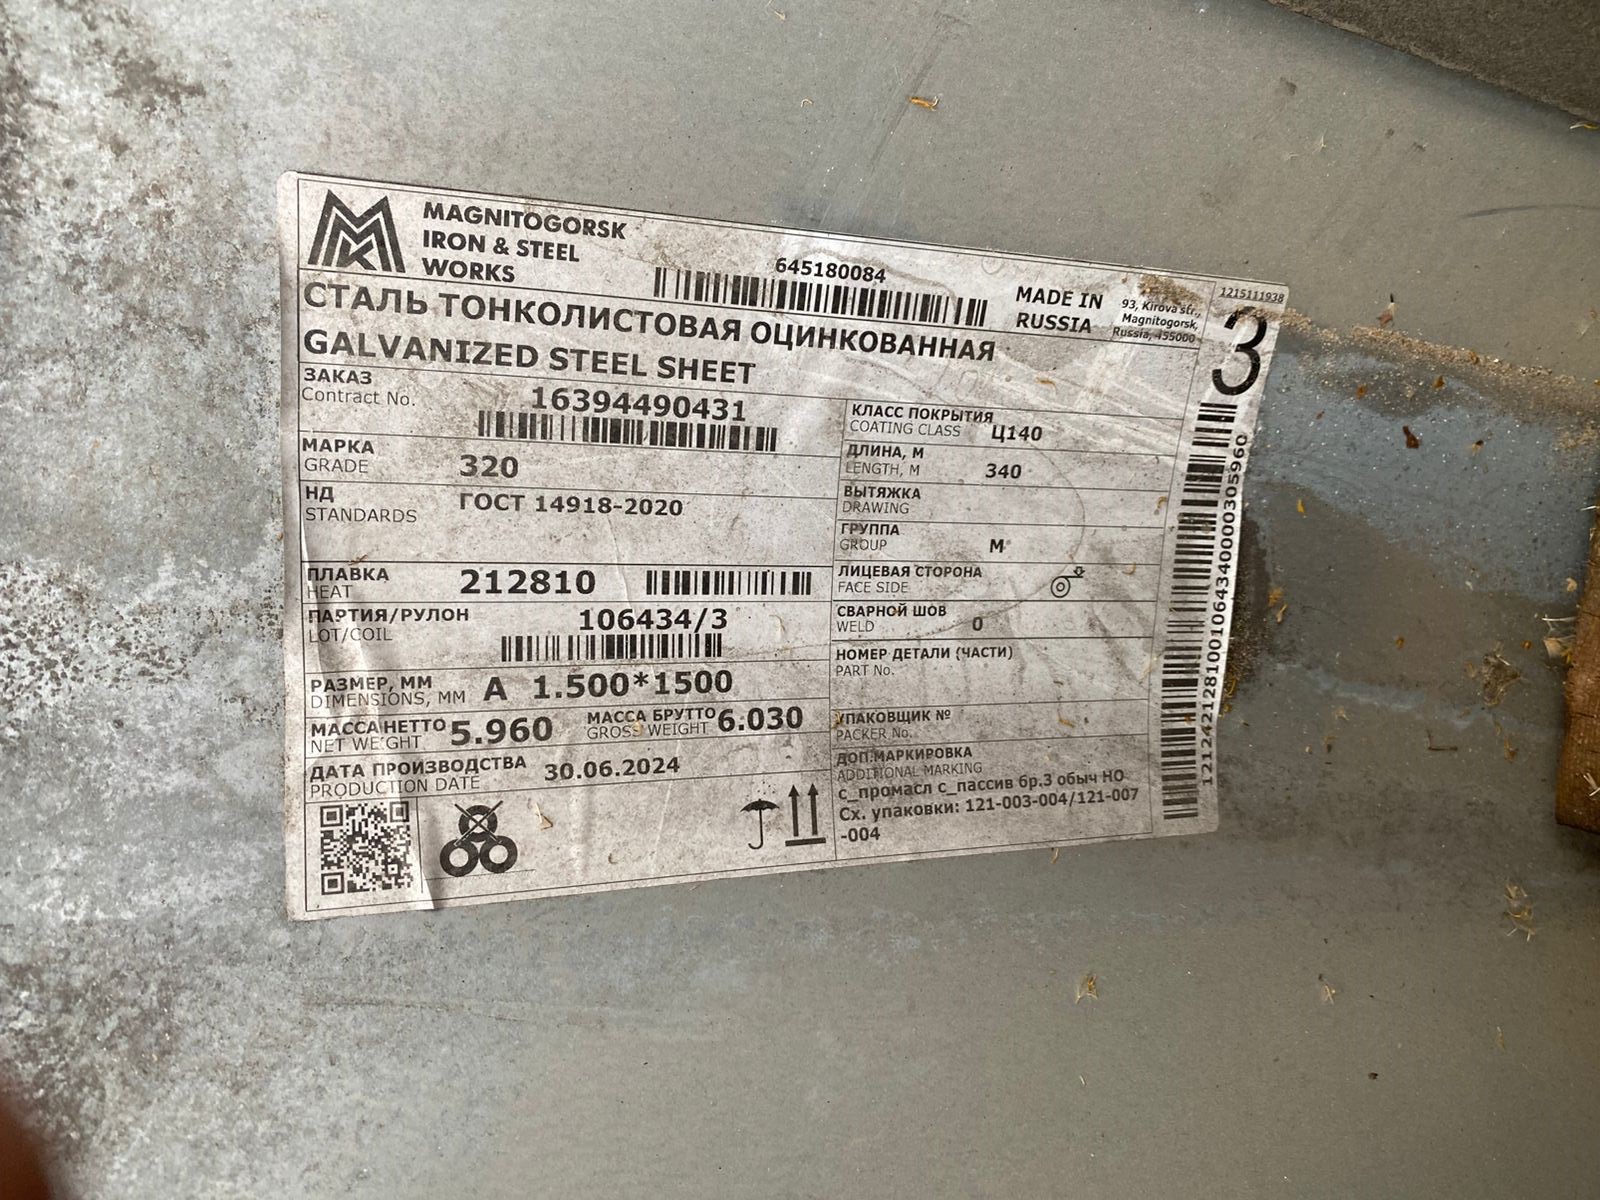 MAGNITOGORSK
IRON & STEEL
WORKS
645180084
MADE IN
RUSSIA
93, Kirova str.,
Magnitogorsk,
Russia, 455000
1215111938
3
СТАЛЬ ТОНКОЛИСТОВАЯ ОЦИНКОВАННАЯ
GALVANIZED STEEL SHEET
ЗАКАЗ
Contract No.
16394490431
МАРКА
GRADE
320
НД
STANDARDS
ГОСТ 14918-2020
ПЛАВКА
HEAT
212810
ПАРТИЯ/РУЛОН
LOT/COIL
106434/3
РАЗМЕР, ММ
DIMENSIONS, MM
А 1.500*1500
МАССА НЕТТО
NET WEIGHT
5.960
МАССА БРУТТО
GROSS WEIGHT
6.030
ДАТА ПРОИЗВОДСТВА
PRODUCTION DATE
30.06.2024
КЛАСС ПОКРЫТИЯ
COATING CLASS
Ц140
ДЛИНА, М
LENGTH, M
340
ВЫТЯЖКА
DRAWING
ГРУППА
GROUP
М
ЛИЦЕВАЯ СТОРОНА
FACE SIDE
СВАРНОЙ ШОВ
WELD
0
НОМЕР ДЕТАЛИ (ЧАСТИ)
PART No.
УПАКОВЩИК №
PACKER No.
ДОП.МАРКИРОВКА
ADDITIONAL MARKING
с_промасл с_пассив бр.3 обыч НО
Сх. упаковки: 121-003-004/121-007
-004
1212421281001064340000305960